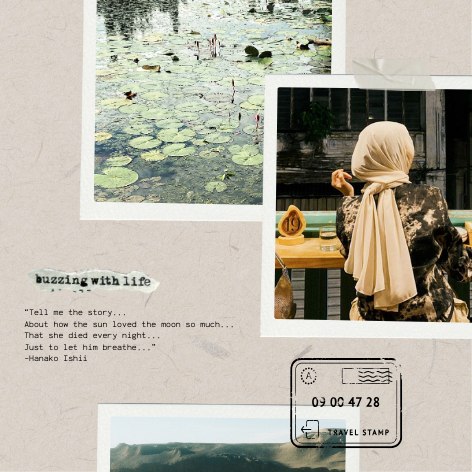 buzzing with life
"Tell me the story...
About how the sun loved the moon so much...
That she died every night...
Just to let him breathe..."
-Hanako Ishii
A
09 00 47 28
TRAVEL STAMP